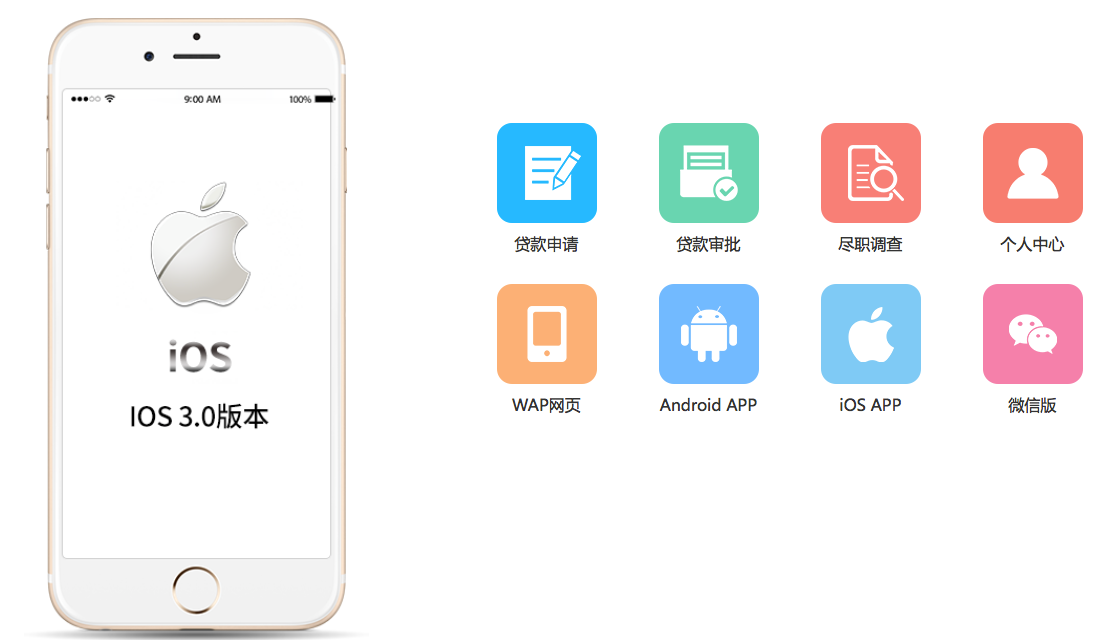 9:00 AM
100%
iOS
IOS 3.0版本
贷款申请
贷款审批
尽职调查
个人中心
WAP网页
Android APP
iOS APP
微信版